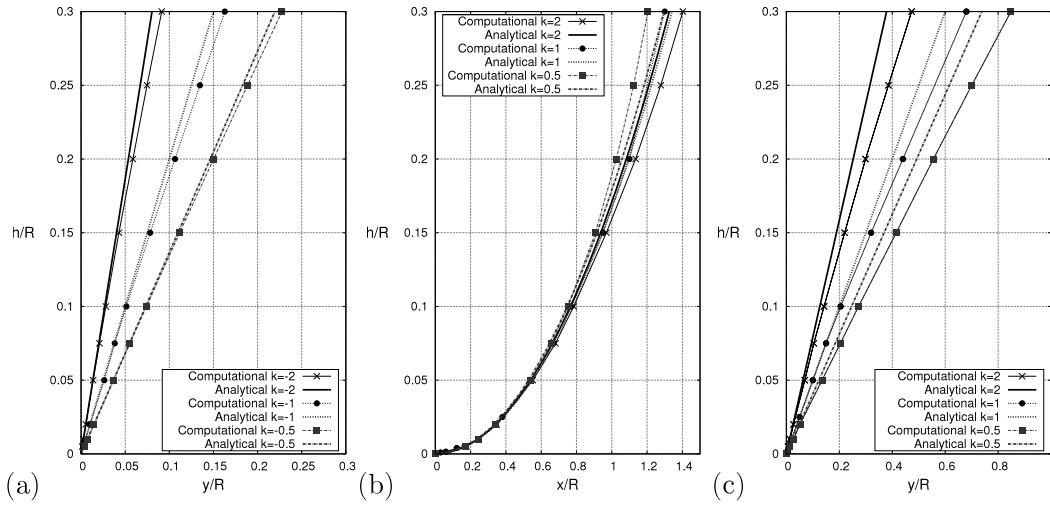 0.3
0.25
0.2
h/R
0.15
0.1
0.05
0
Computational k=-2
Analytical k=-2
Computational k=-1
Analytical k=-1
Computational k=-0.5
Analytical k=-0.5
0 0.05 0.1 0.15 0.2 0.25 0.3
(a) y/R
0.3
0.25
0.2
h/R
0.15
0.1
0.05
0
Computational k=2
Analytical k=2
Computational k=1
Analytical k=1
Computational k=0.5
Analytical k=0.5
0 0.2 0.4 0.6 0.8 1 1.2 1.4
(b) x/R
0.3
0.25
0.2
h/R
0.15
0.1
0.05
0
Computational k=2
Analytical k=2
Computational k=1
Analytical k=1
Computational k=0.5
Analytical k=0.5
0 0.2 0.4 0.6 0.8
(c) y/R